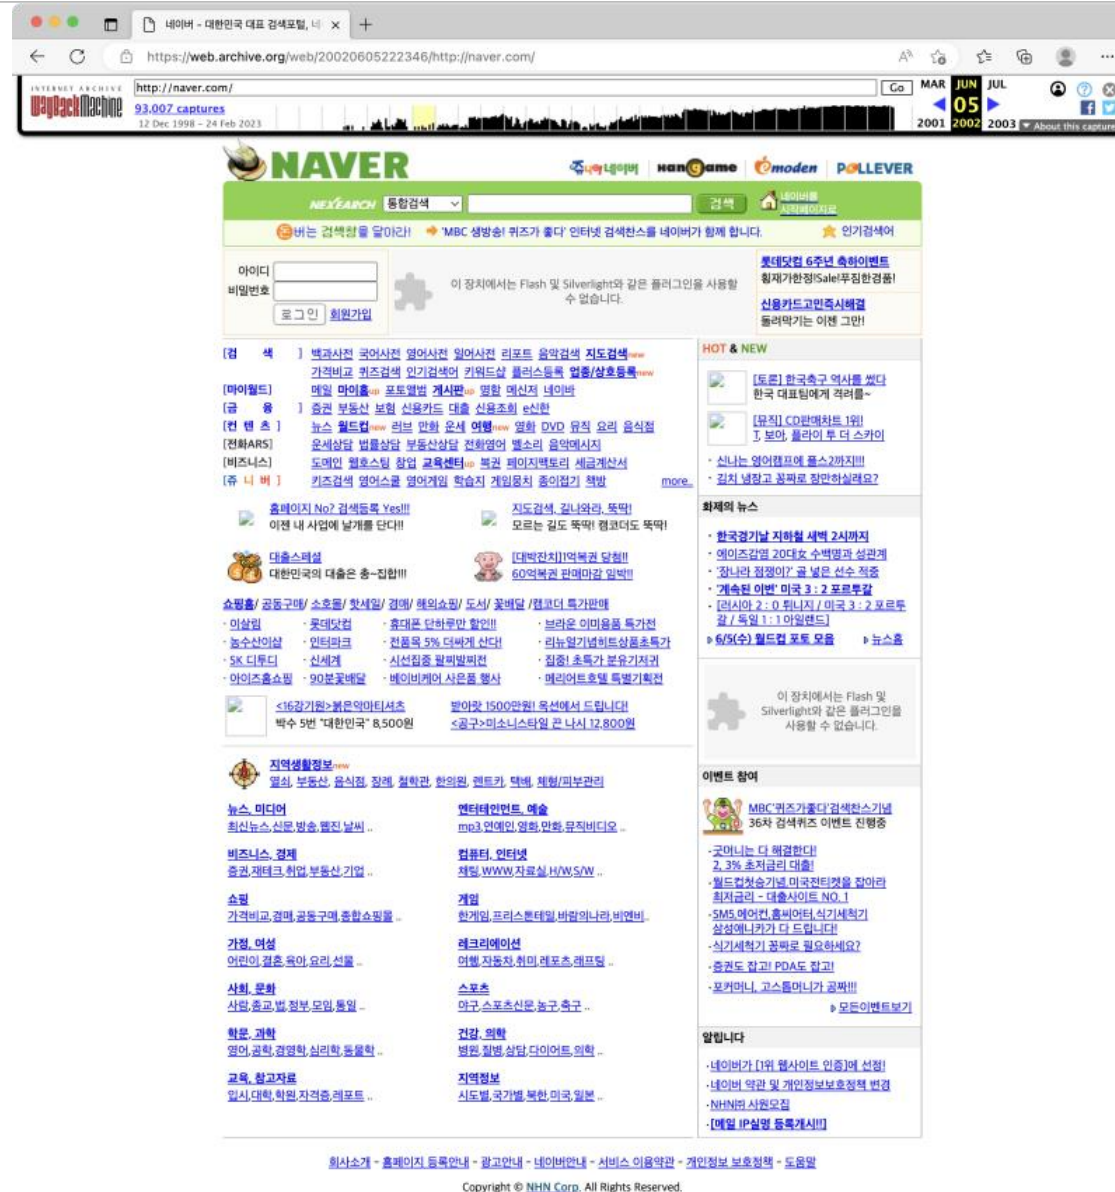 네이버 - 대한민국 대표 검색포털, 네
https://web.archive.org/web/20020605222346/http://naver.com/
INTERNET ARCHIVE
WayBackMachine
http://naver.com/
Go
93,007 captures
12 Dec 1998 - 24 Feb 2023
MAR JUN JUL
05
2001 2002 2003
About this capture
NAVER
쥬니어네이버 HanGame emoden POLLEVER
NEXEARCH 통합검색 검색 네이버를
시작페이지로
버는 검색창을 달아라! 'MBC 생방송! 퀴즈가 좋다' 인터넷 검색찬스를 네이버가 함께 합니다. 인기검색어
아이디
비밀번호
로그인 회원가입
이 장치에서는 Flash 및 Silverlight와 같은 플러그인을 사용할
수 없습니다.
롯데닷컴 6주년 축하이벤트
횡재가한정!Sale!푸짐한경품!
신용카드고민즉시해결
돌려막기는 이젠 그만!
[검 색 ] 백과사전 국어사전 영어사전 일어사전 리포트 음악검색 지도검색new
가격비교 퀴즈검색 인기검색어 키워드샵 플러스등록 업종/상호등록new
[마이월드] 메일 마이홈up 포토앨범 게시판up 명함 메신저 네이바
[금 융 ] 증권 부동산 보험 신용카드 대출 신용조회 e신한
[컨 텐 츠 ] 뉴스 월드컵new 러브 만화 운세 여행new 영화 DVD 뮤직 요리 음식점
[전화ARS] 운세상담 법률상담 부동산상담 전화영어 벨소리 음악메시지
[비즈니스] 도메인 웹호스팅 창업 교육센터up 복권 페이지팩토리 세금계산서
[쥬 니 버 ] 키즈검색 영어스쿨 영어게임 학습지 게임뭉치 종이접기 책방 more..
홈페이지 No? 검색등록 Yes!!!
이젠 내 사업에 날개를 단다!!
지도검색, 길나와라, 뚝딱!
모르는 길도 뚝딱! 캠코더도 뚝딱!
대출스페셜
대한민국의 대출은 총~집합!!!
[대박잔치]1억복권 당첨!!
60억복권 판매마감 임박!!
쇼핑홈/ 공동구매/ 소호몰/ 핫세일/ 경매/ 해외쇼핑/ 도서/ 꽃배달 /캠코더 특가판매
· 이살림 · 롯데닷컴 · 휴대폰 단하루만 할인!! · 브라운 이미용품 특가전
· 농수산이샵 · 인터파크 · 전품목 5% 더싸게 산다! · 리뉴얼기념히트상품초특가
· SK 디투디 · 신세계 · 시선집중 팔찌발찌전 · 집중! 초특가 분유기저귀
· 아이즈홈쇼핑 · 90분꽃배달 · 베이비케어 사은품 행사 · 메리어트호텔 특별기획전
<16강기원>붉은악마티셔츠
박수 5번 "대한민국" 8,500원
받아랏 1500만원! 옥션에서 드립니다!
<공구>미소니스타일 끈 나시 12,800원
지역생활정보new
열쇠, 부동산, 음식점, 장례, 철학관, 한의원, 렌트카, 택배, 체형/피부관리
뉴스, 미디어
최신뉴스,신문,방송,웹진,날씨 ..
엔터테인먼트, 예술
mp3,연예인,영화,만화,뮤직비디오 ..
비즈니스, 경제
증권,재테크,취업,부동산,기업 ..
컴퓨터, 인터넷
채팅,WWW,자료실,H/W,S/W ..
쇼핑
가격비교,경매,공동구매,종합쇼핑몰 ..
게임
한게임,프리스톤테일,바람의나라,비엔비..
가정, 여성
어린이,결혼,육아,요리,선물 ..
레크리에이션
여행,자동차,취미,레포츠,래프팅 ..
사회, 문화
사람,종교,법,정부,모임,통일 ..
스포츠
야구,스포츠신문,농구,축구 ..
학문, 과학
영어,공학,경영학,심리학,동물학 ..
건강, 의학
병원,질병,상담,다이어트,의학 ..
교육, 참고자료
입시,대학,학원,자격증,레포트 ..
지역정보
시도별,국가별,북한,미국,일본 ..
HOT & NEW
[토론] 한국축구 역사를 썼다
한국 대표팀에게 격려를~
[뮤직] CD판매차트 1위!
T, 보아, 플라이 투 더 스카이
· 신나는 영어캠프에 플스2까지!!!
· 김치 냉장고 꽁짜로 장만하실래요?
화제의 뉴스
· 한국경기날 지하철 새벽 2시까지
· 에이즈감염 20대女 수백명과 성관계
· '장나라 점쟁이?' 골 넣은 선수 적중
· '계속된 이변' 미국 3 : 2 포르투갈
· [러시아 2 : 0 튀니지 / 미국 3 : 2 포르투
갈 / 독일 1 : 1 아일랜드]
6/5(수) 월드컵 포토 모음 뉴스홈
이 장치에서는 Flash 및
Silverlight와 같은 플러그인을
사용할 수 없습니다.
이벤트 참여
MBC'퀴즈가좋다'검색찬스기념
36차 검색퀴즈 이벤트 진행중
·굿머니는 다 해결한다!
2, 3% 초저금리 대출!
·월드컵첫승기념,미국전티켓을 잡아라
최저금리 - 대출사이트 NO. 1
·SM5,에어컨,홈씨어터,식기세척기
삼성애니카가 다 드립니다!
·식기세척기 꽁짜로 필요하세요?
·증권도 잡고! PDA도 잡고!
·포커머니, 고스톱머니가 공짜!!!
모든이벤트보기
알립니다
·네이버가 [1위 웹사이트 인증]에 선정!
·네이버 약관 및 개인정보보호정책 변경
·NHN㈜ 사원모집
·[메일 IP실명 등록개시!!]
회사소개 - 홈페이지 등록안내 - 광고안내 - 네이버안내 - 서비스 이용약관 - 개인정보 보호정책 - 도움말
Copyright © NHN Corp. All Rights Reserved.